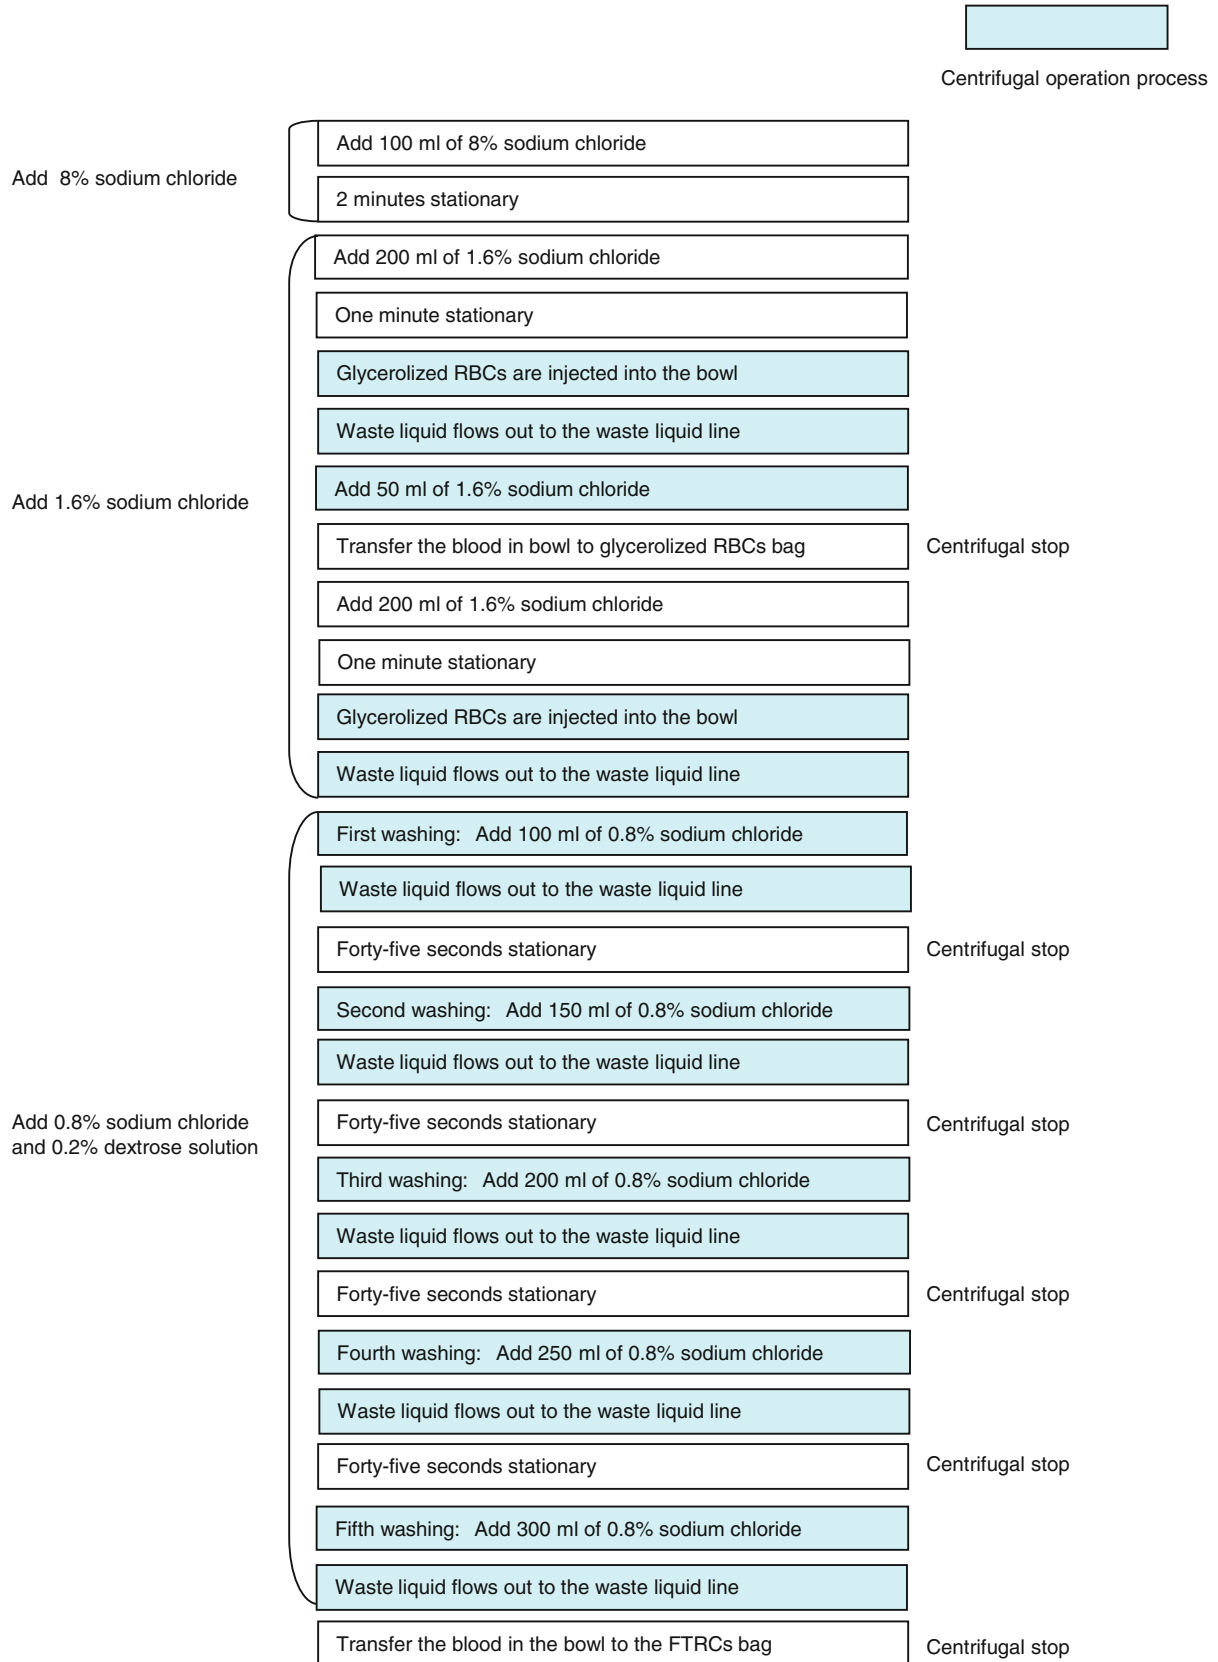 Centrifugal operation process
Add 100 ml of 8% sodium chloride
Add 8% sodium chloride
2 minutes stationary
Add 200 ml of 1.6% sodium chloride
One minute stationary
Glycerolized RBCs are injected into the bowl
Waste liquid flows out to the waste liquid line
Add 1.6% sodium chloride
Add 50 ml of 1.6% sodium chloride
Transfer the blood in bowl to glycerolized RBCs bag
Centrifugal stop
Add 200 ml of 1.6% sodium chloride
One minute stationary
Glycerolized RBCs are injected into the bowl
Waste liquid flows out to the waste liquid line
First washing: Add 100 ml of 0.8% sodium chloride
Waste liquid flows out to the waste liquid line
Forty-five seconds stationary
Centrifugal stop
Second washing: Add 150 ml of 0.8% sodium chloride
Waste liquid flows out to the waste liquid line
Add 0.8% sodium chloride
and 0.2% dextrose solution
Forty-five seconds stationary
Centrifugal stop
Third washing: Add 200 ml of 0.8% sodium chloride
Waste liquid flows out to the waste liquid line
Forty-five seconds stationary
Centrifugal stop
Fourth washing: Add 250 ml of 0.8% sodium chloride
Waste liquid flows out to the waste liquid line
Forty-five seconds stationary
Centrifugal stop
Fifth washing: Add 300 ml of 0.8% sodium chloride
Waste liquid flows out to the waste liquid line
Transfer the blood in the bowl to the FTRCs bag
Centrifugal stop